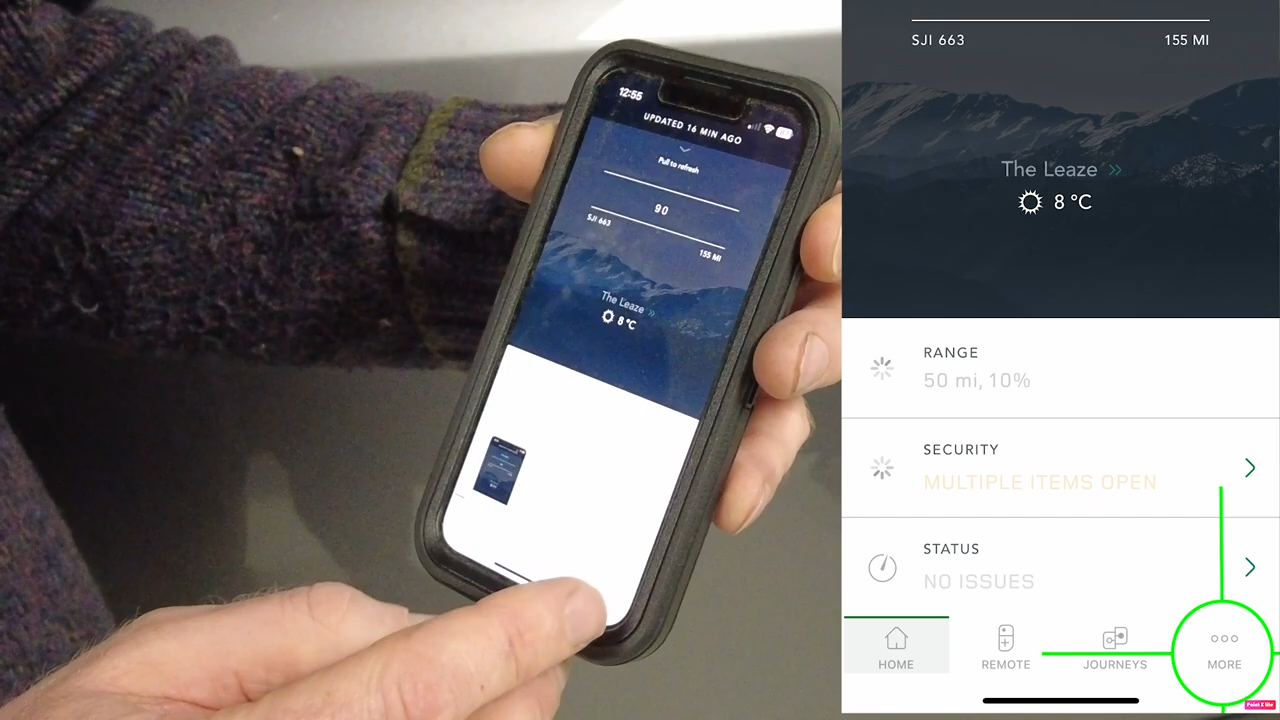 12:55
UPDATED 16 MIN AGO
Pull to refresh
90
SJI 663
155 MI
The Leaze »
8 °C
SJI 663
155 MI
The Leaze »
8 °C
RANGE
50 mi, 10%
SECURITY
MULTIPLE ITEMS OPEN
STATUS
NO ISSUES
HOME
REMOTE
JOURNEYS
MORE
Point X lite